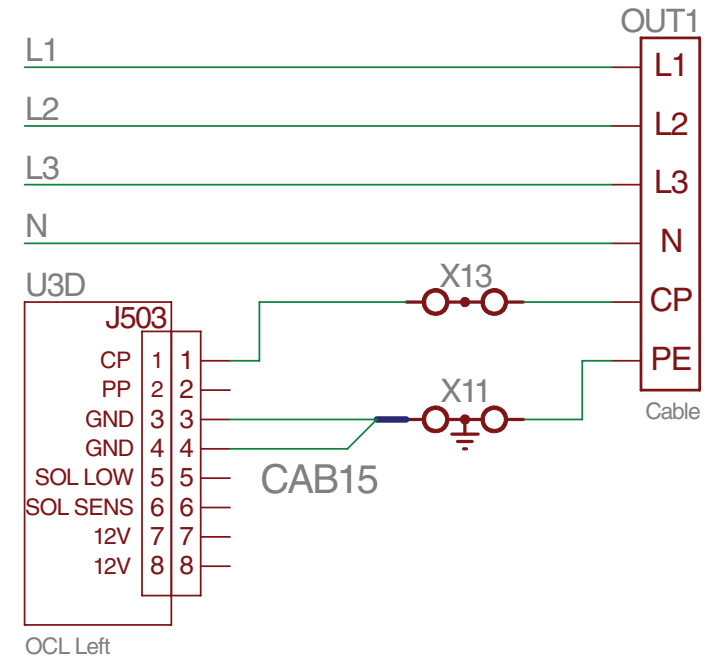 OUT1
L1 L1
L2 L2
L3 L3
N N
U3D X13 CP
J503
CP 1 1 PE
PP 2 2 X11
GND 3 3 Cable
GND 4 4
SOL LOW 5 5 CAB15
SOL SENS 6 6
12V 7 7
12V 8 8
OCL Left